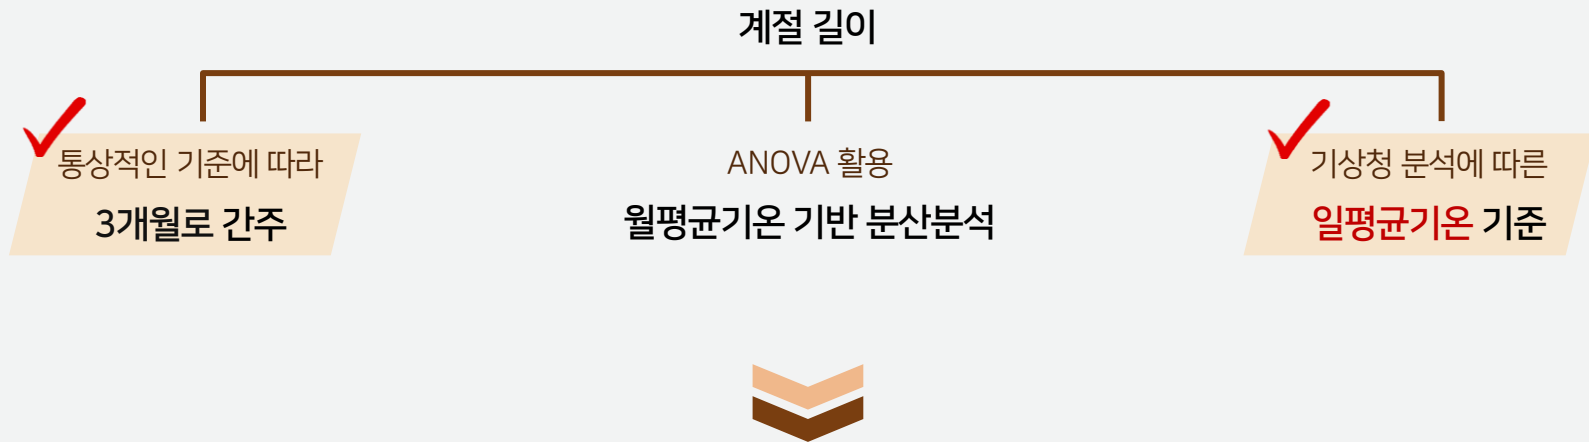 계절 길이
통상적인 기준에 따라
3개월로 간주
ANOVA 활용
월평균기온 기반 분산분석
기상청 분석에 따른
일평균기온 기준